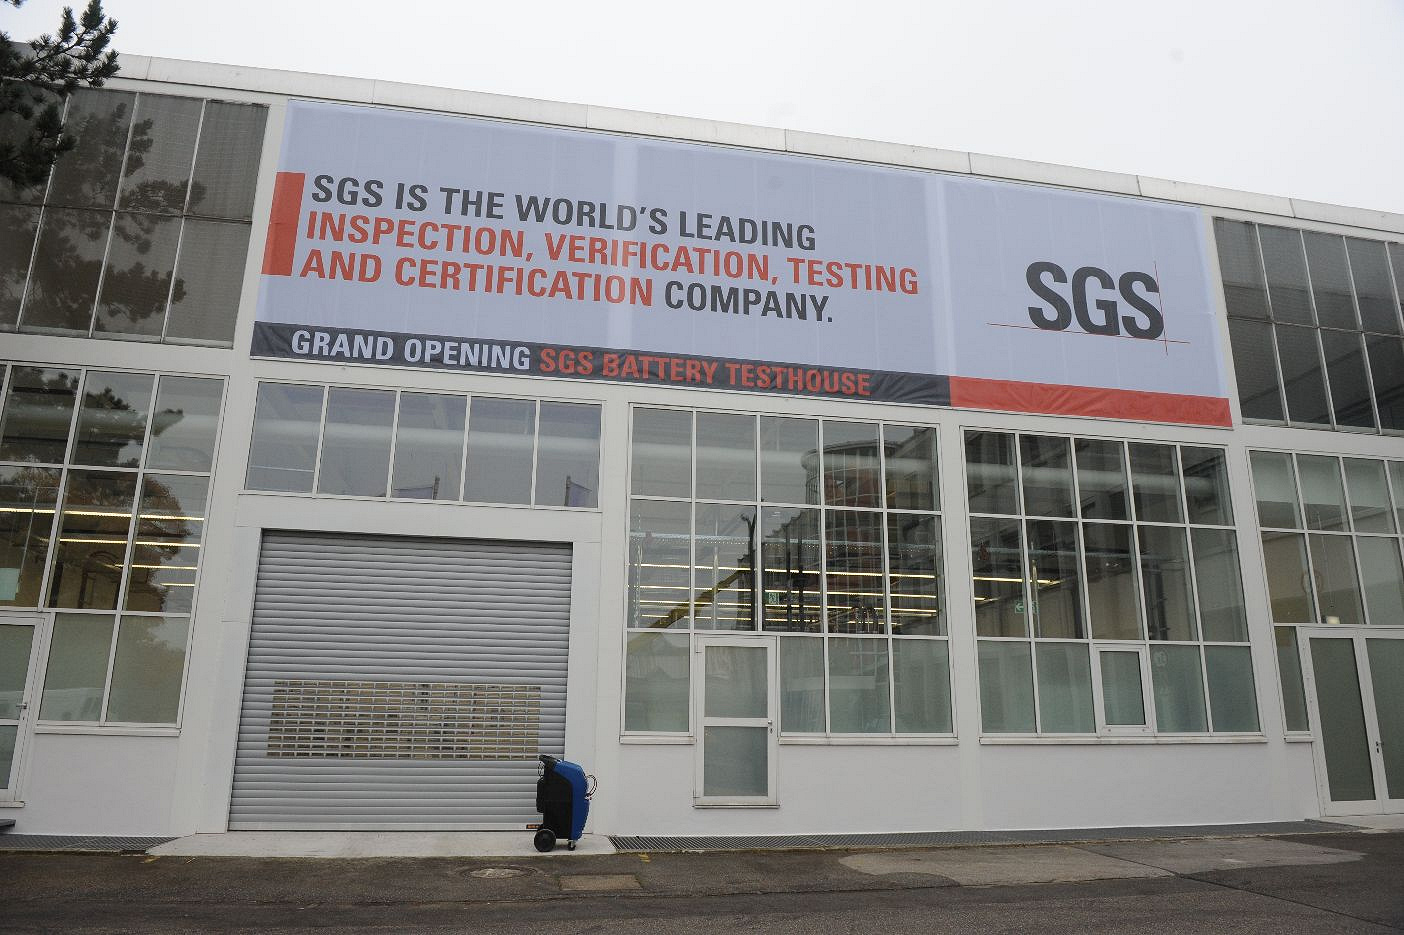 SGS IS THE WORLD'S LEADING
INSPECTION, VERIFICATION, TESTING
AND CERTIFICATION COMPANY.
SGS
GRAND OPENING SGS BATTERY TESTHOUSE